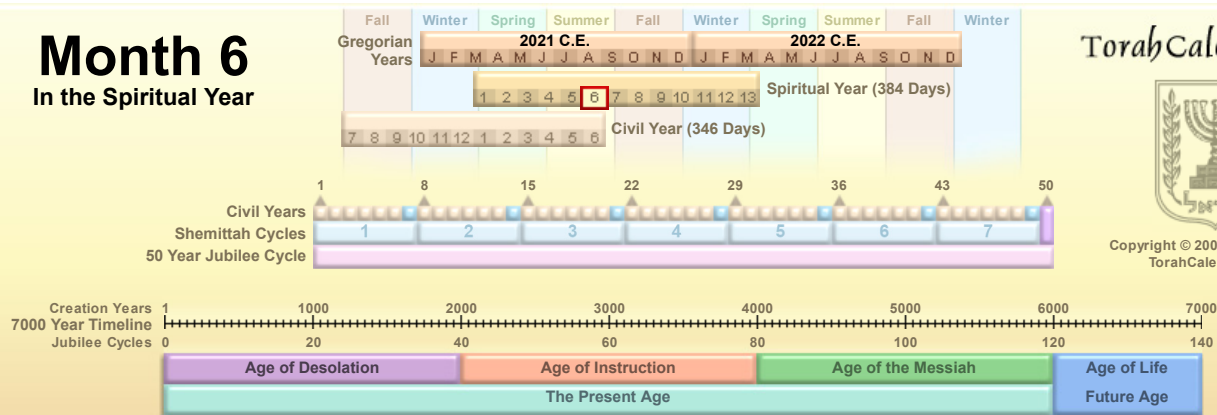 Fall Winter Spring Summer Fall Winter Spring Summer Fall Winter
Month 6
In the Spiritual Year
Gregorian Years
2021 C.E. 2022 C.E.
J F M A M J J A S O N D J F M A M J J A S O N D
1 2 3 4 5 6 7 8 9 10 11 12 13 Spiritual Year (384 Days)
7 8 9 10 11 12 1 2 3 4 5 6 Civil Year (346 Days)
1 8 15 22 29 36 43 50
Civil Years
Shemittah Cycles 1 2 3 4 5 6 7
50 Year Jubilee Cycle
TorahCale
Copyright © 200
TorahCale
Creation Years 1 1000 2000 3000 4000 5000 6000 7000
7000 Year Timeline
Jubilee Cycles 0 20 40 60 80 100 120 140
Age of Desolation Age of Instruction Age of the Messiah Age of Life
The Present Age Future Age